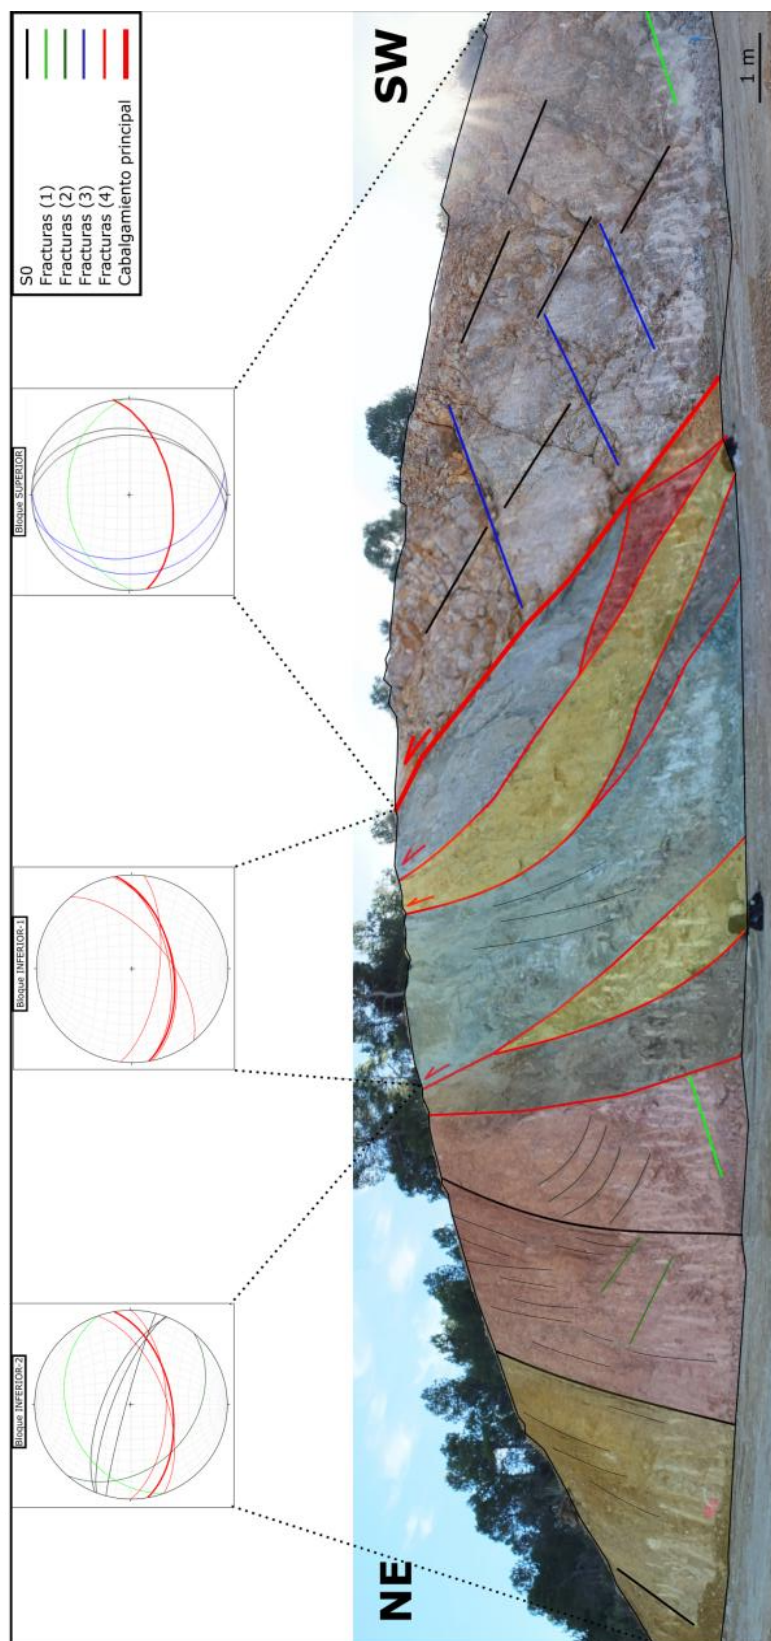 Bloque INFERIOR-2
Bloque INFERIOR-1
Bloque SUPERIOR
S0
Fracturas (1)
Fracturas (2)
Fracturas (3)
Fracturas (4)
Cabalgamiento principal
NE
SW
1 m